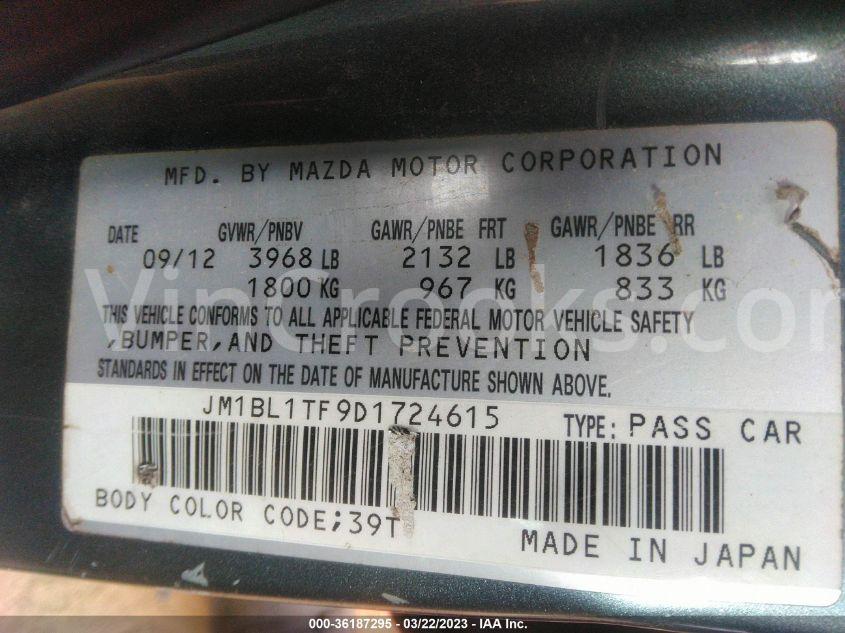 MFD. BY MAZDA MOTOR CORPORATION
DATE GVWR/PNBV GAWR/PNBE FRT GAWR/PNBE RR
09/12 3968 LB 2132 LB 1836 LB
1800 KG 967 KG 833 KG
VinCrooks.com
THIS VEHICLE CONFORMS TO ALL APPLICABLE FEDERAL MOTOR VEHICLE SAFETY
,BUMPER,AND THEFT PREVENTION
STANDARDS IN EFFECT ON THE DATE OF MANUFACTURE SHOWN ABOVE.
JM1BL1TF9D1724615 TYPE: PASS CAR
BODY COLOR CODE;39T
MADE IN JAPAN
000-36187295 - 03/22/2023 - IAA Inc.